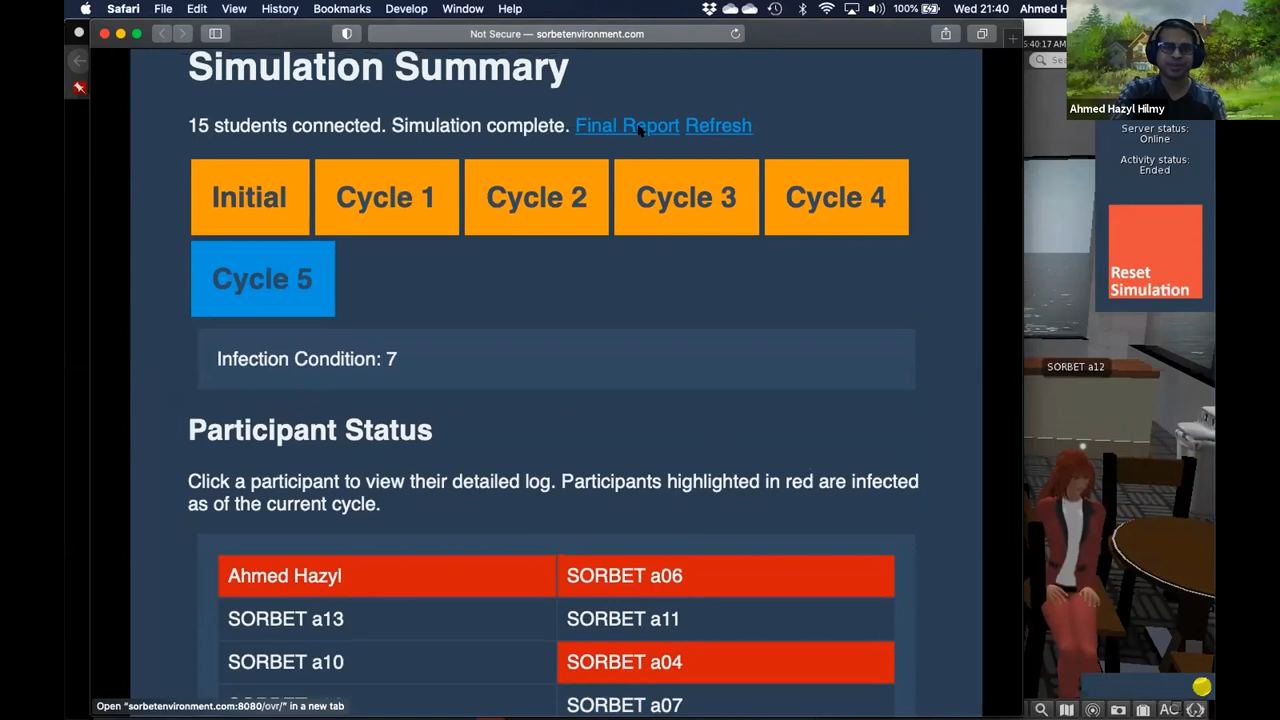 Safari File Edit View History Bookmarks Develop Window Help 100% Wed 21:40 Ahmed H
Not Secure — sorbetenvironment.com
:40:17 AM
Ahmed Hazyl Hilmy
Simulation Summary
15 students connected. Simulation complete. Final Report Refresh
Server status:
Online
Activity status:
Ended
Initial
Cycle 1
Cycle 2
Cycle 3
Cycle 4
Cycle 5
Reset
Simulation
Infection Condition: 7
SORBET a12
Participant Status
Click a participant to view their detailed log. Participants highlighted in red are infected
as of the current cycle.
Ahmed Hazyl
SORBET a06
SORBET a13
SORBET a11
SORBET a10
SORBET a04
SORBET a07
Open "sorbetenvironment.com:8080/ovr/" in a new tab
AC